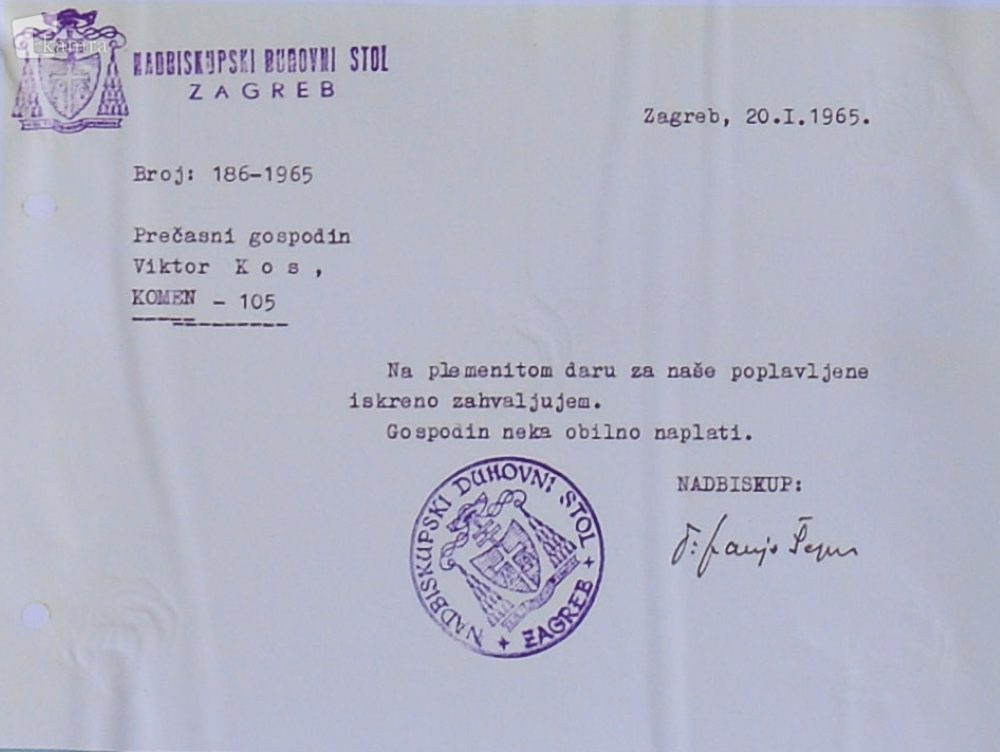 kamra
NADBISKUPSKI DUHOVNI STOL
ZAGREB
Zagreb, 20.I.1965.
Broj: 186-1965
Prečasni gospodin
Viktor K o s ,
KOMEN - 105
Na plemenitom daru za naše poplavljene
iskreno zahvaljujem.
Gospodin neka obilno naplati.
NADBISKUP:
NADBISKUPSKI DUHOVNI STOL
ZAGREB